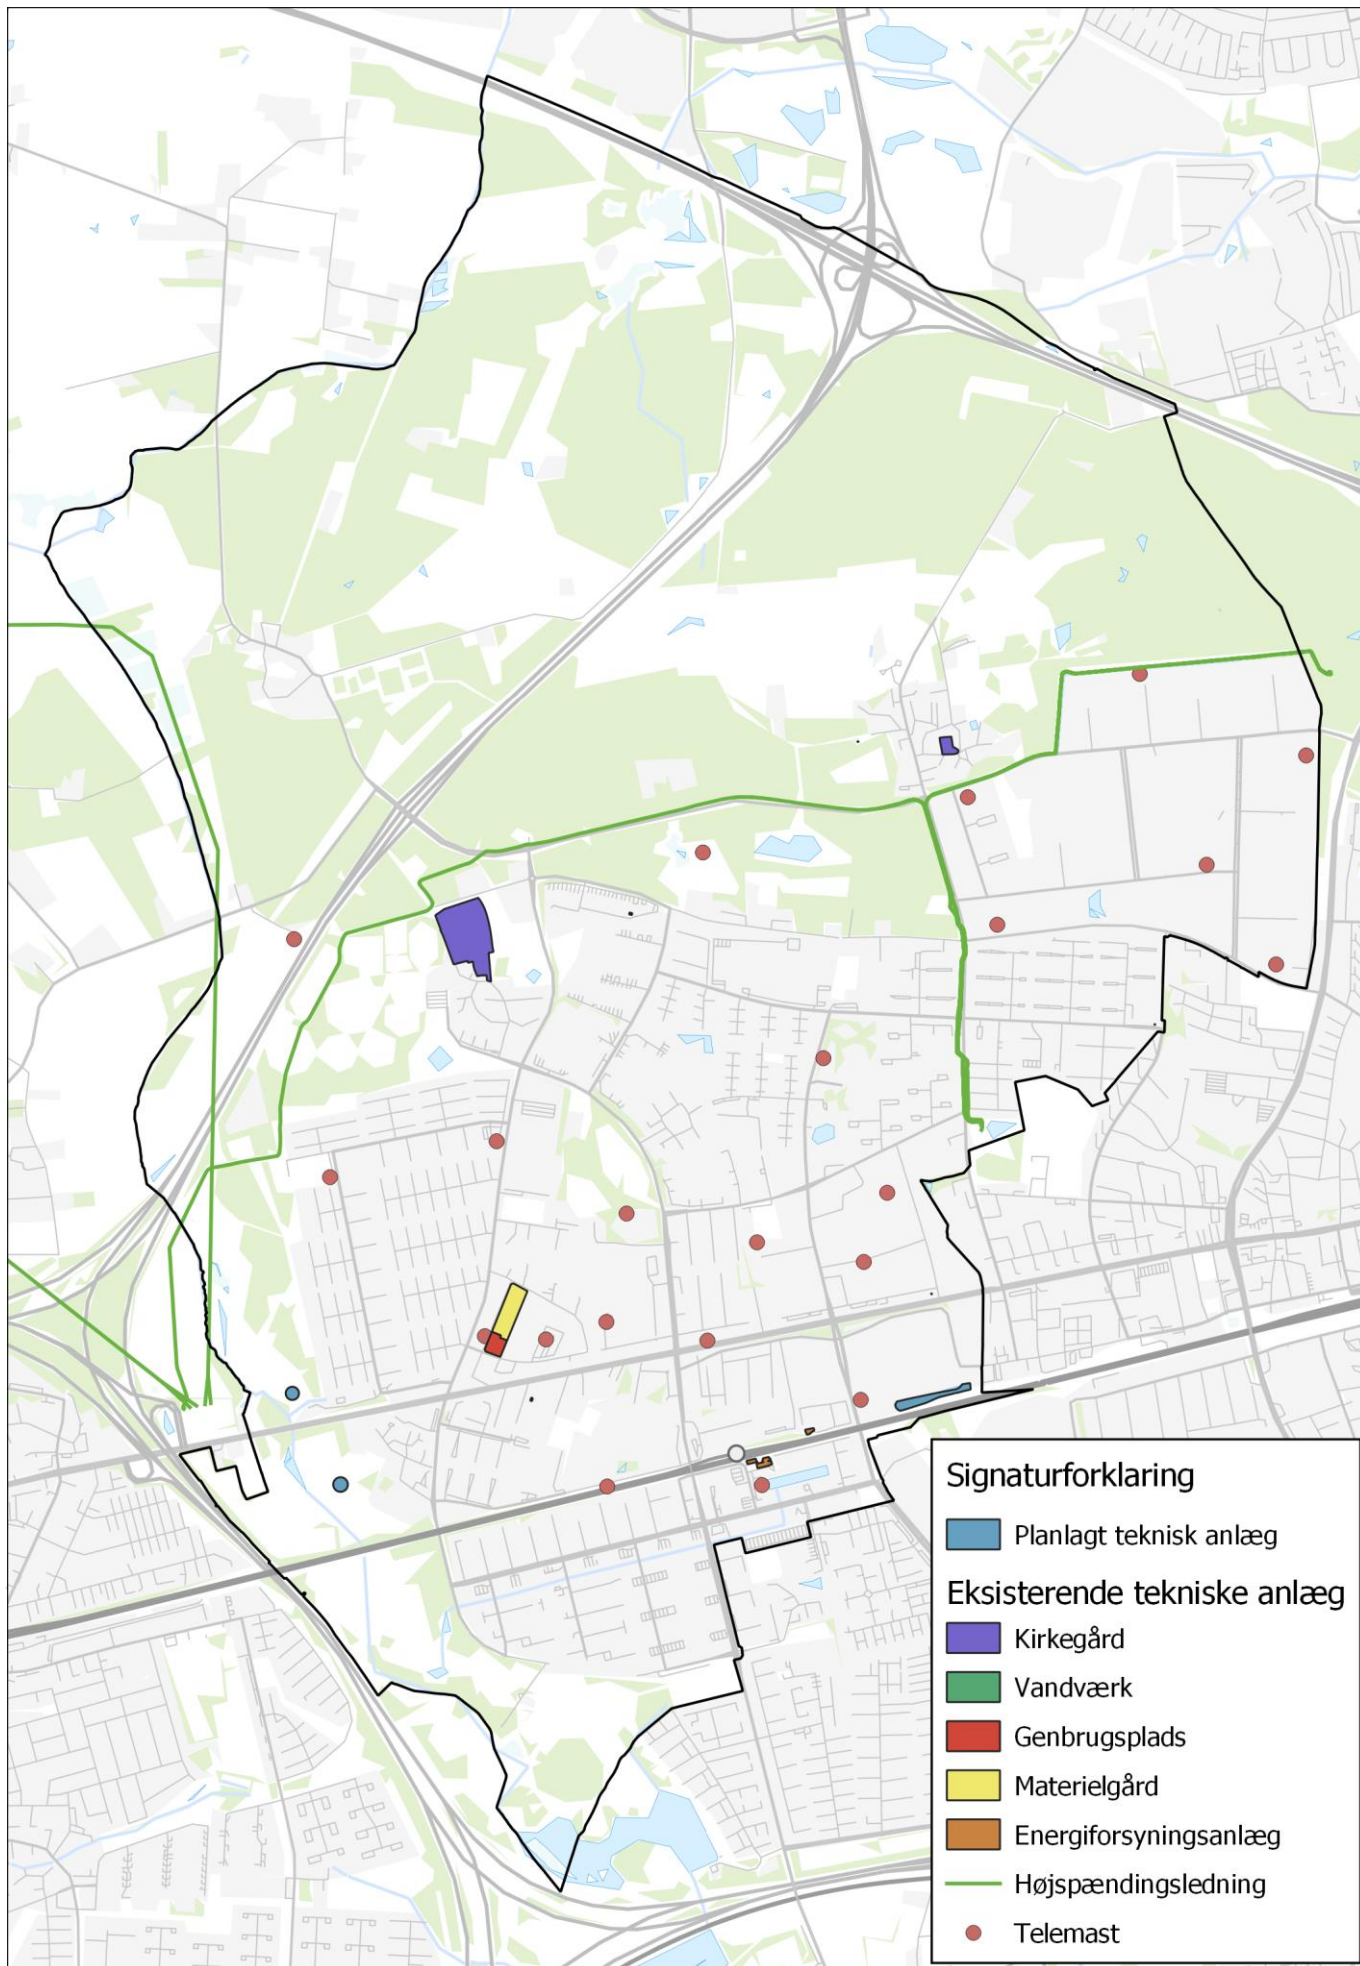 Signaturforklaring
Planlagt teknisk anlæg
Eksisterende tekniske anlæg
Kirkegård
Vandværk
Genbrugsplads
Materielgård
Energiforsyningsanlæg
Højspændingsledning
Telemast